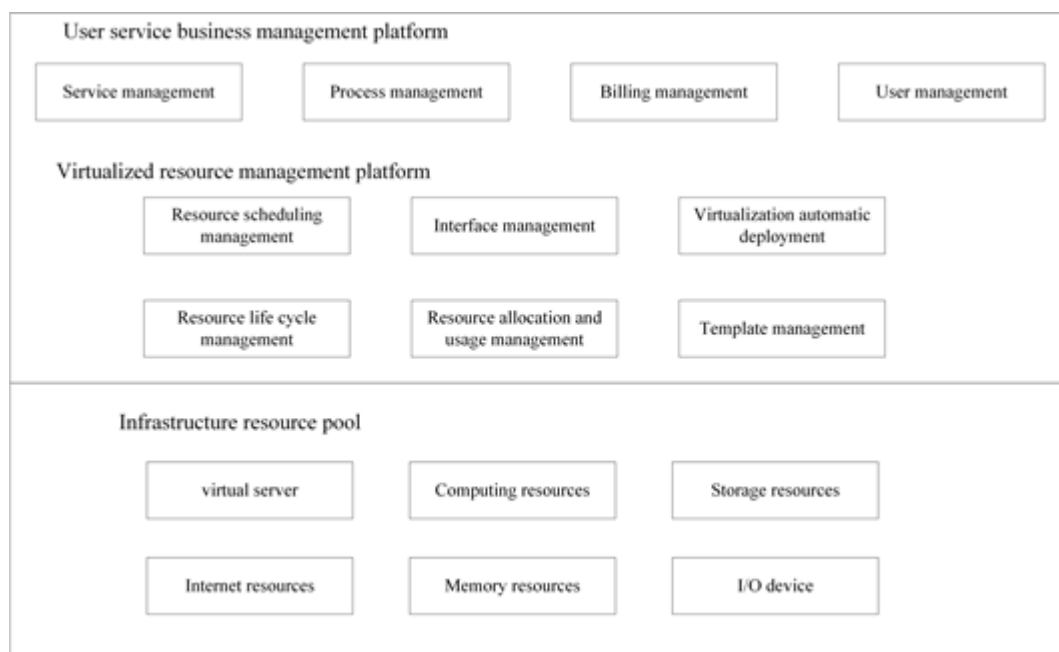 User service business management platform
Service management
Process management
Billing management
User management
Virtualized resource management platform
Resource scheduling
management
Interface management
Virtualization automatic
deployment
Resource life cycle
management
Resource allocation and
usage management
Template management
Infrastructure resource pool
virtual server
Computing resources
Storage resources
Internet resources
Memory resources
I/O device